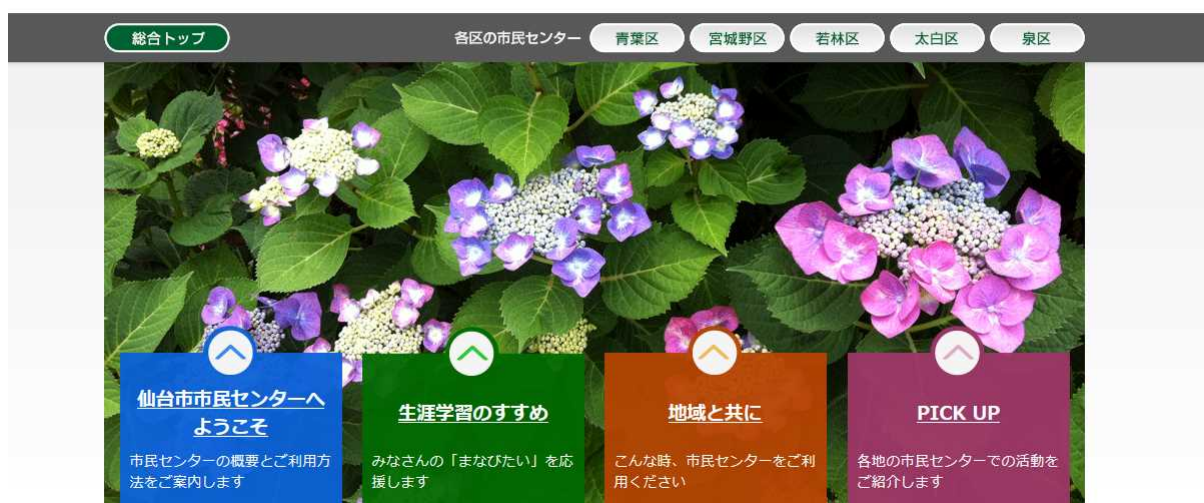 総合トップ
各区の市民センター 青葉区 宮城野区 若林区 太白区 泉区
仙台市市民センターへ
ようこそ
市民センターの概要とご利用方
法をご案内します
生涯学習のすすめ
みなさんの「まなびたい」を応
援します
地域と共に
こんな時、市民センターをご利
用ください
PICK UP
各地の市民センターでの活動を
ご紹介します